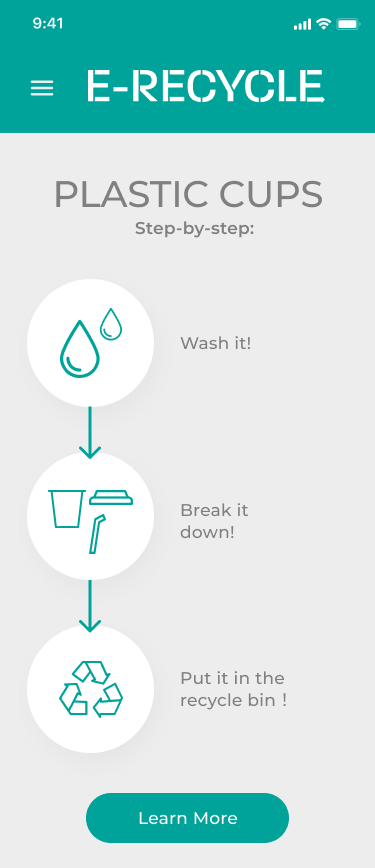 9:41
E-RECYCLE
PLASTIC CUPS
Step-by-step:
Wash it!
Break it
down!
Put it in the
recycle bin！
Learn More